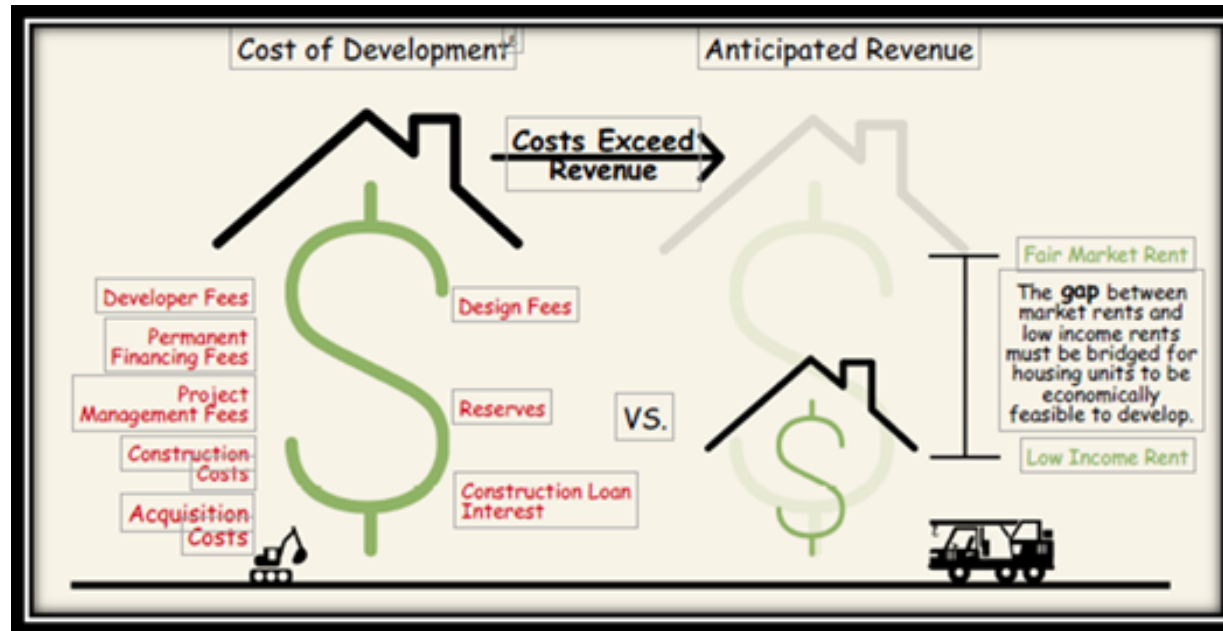 Cost of Development
Anticipated Revenue
Costs Exceed
Revenue
Developer Fees
Permanent
Financing Fees
Project
Management Fees
Construction
Costs
Acquisition
Costs
Design Fees
Reserves
Construction Loan
Interest
VS.
Fair Market Rent
The gap between
market rents and
low income rents
must be bridged for
housing units to be
economically
feasible to develop.
Low Income Rent